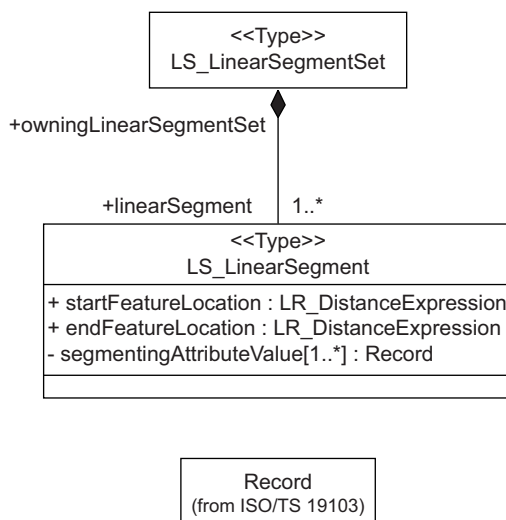 <<Type>>
LS_LinearSegmentSet
+owningLinearSegmentSet
+linearSegment 1..*
<<Type>>
LS_LinearSegment
+ startFeatureLocation : LR_DistanceExpression
+ endFeatureLocation : LR_DistanceExpression
- segmentingAttributeValue[1..*] : Record
Record
(from ISO/TS 19103)